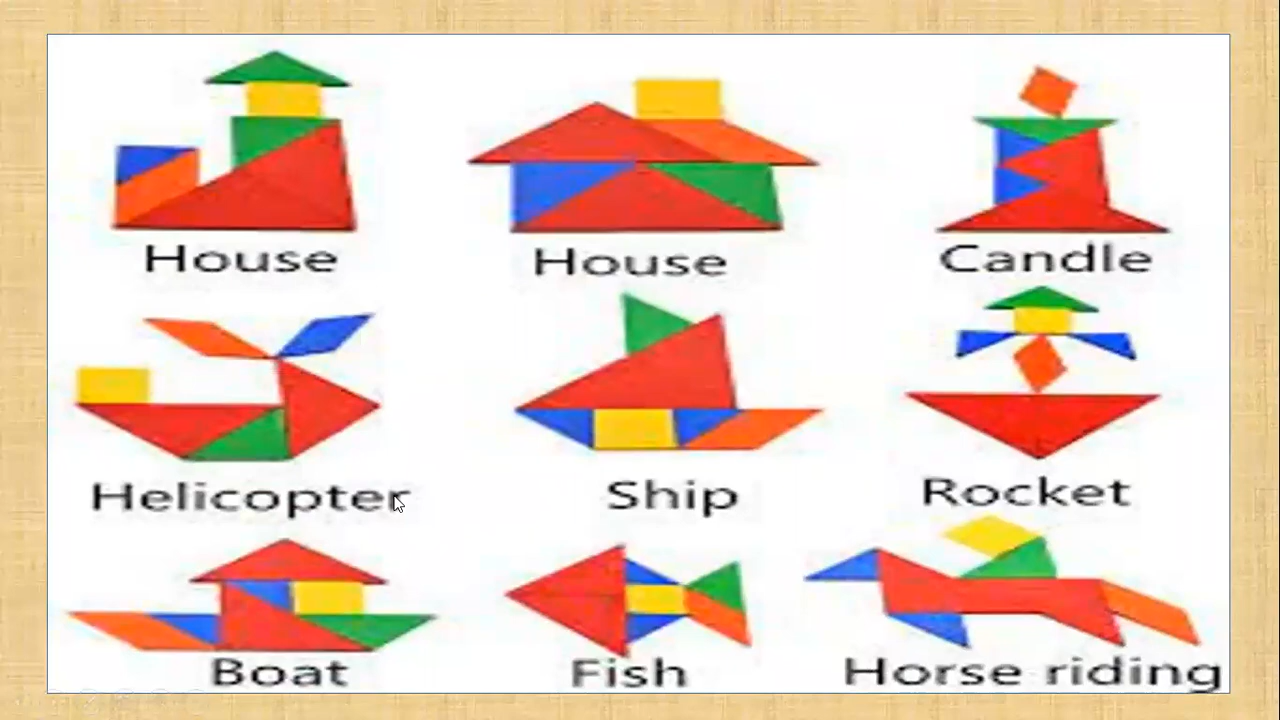 House
House
Candle
Helicopter
Ship
Rocket
Boat
Fish
Horse riding